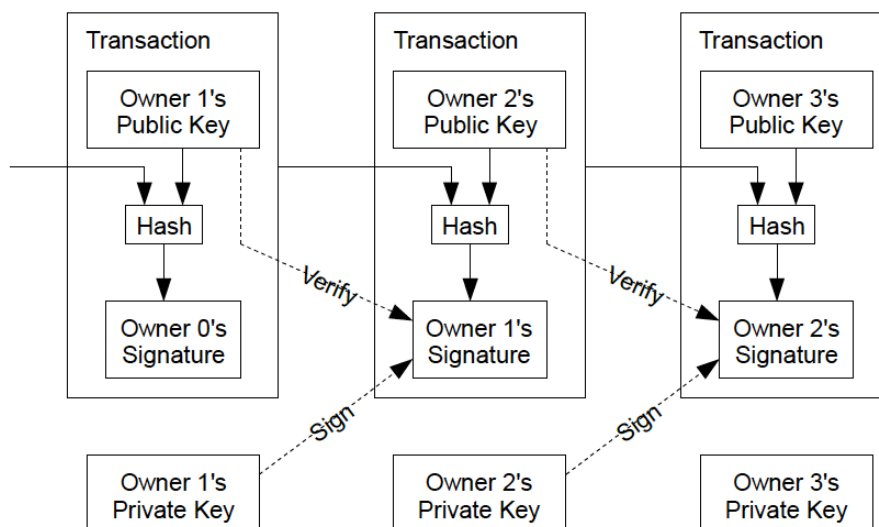 Transaction
Transaction
Transaction
Owner 1's
Public Key
Owner 2's
Public Key
Owner 3's
Public Key
Hash
Hash
Hash
Verify
Verify
Owner 0's
Signature
Owner 1's
Signature
Owner 2's
Signature
Sign
Sign
Owner 1's
Private Key
Owner 2's
Private Key
Owner 3's
Private Key